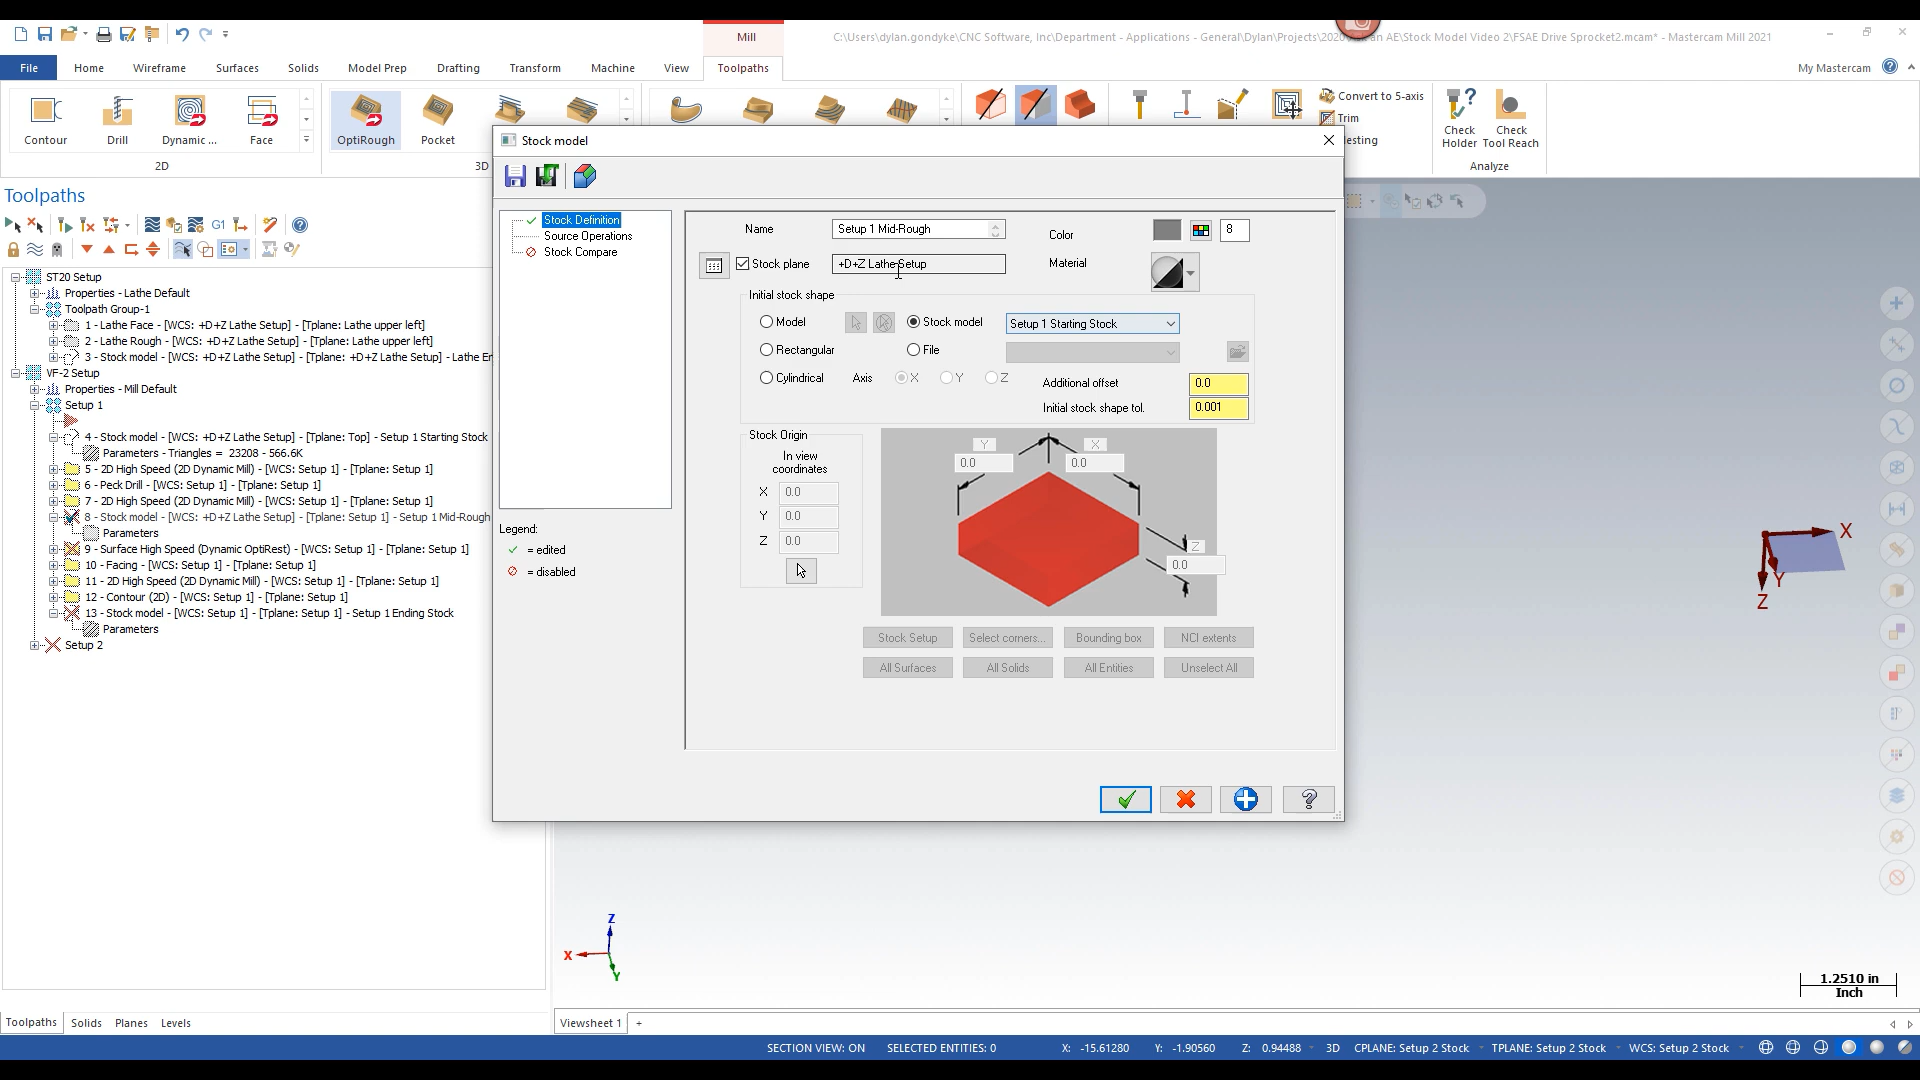 Mill
C:\Users\dylan.gondyke\CNC Software, Inc\Department - Applications - General\Dylan\Projects\2020 an AE\Stock Model Video 2\FSAE Drive Sprocket2.mcam* - Mastercam Mill 2021
File Home Wireframe Surfaces Solids Model Prep Drafting Transform Machine View Toolpaths My Mastercam
Contour Drill Dynamic ... Face OptiRough Pocket
Convert to 5-axis
Trim
Nesting
Check Holder Check Tool Reach
2D 3D Analyze
Toolpaths
G1
ST20 Setup
Properties - Lathe Default
Toolpath Group-1
1 - Lathe Face - [WCS: +D+Z Lathe Setup] - [Tplane: Lathe upper left]
2 - Lathe Rough - [WCS: +D+Z Lathe Setup] - [Tplane: Lathe upper left]
3 - Stock model - [WCS: +D+Z Lathe Setup] - [Tplane: +D+Z Lathe Setup] - Lathe En
VF-2 Setup
Properties - Mill Default
Setup 1
4 - Stock model - [WCS: +D+Z Lathe Setup] - [Tplane: Top] - Setup 1 Starting Stock
Parameters - Triangles = 23208 - 566.6K
5 - 2D High Speed (2D Dynamic Mill) - [WCS: Setup 1] - [Tplane: Setup 1]
6 - Peck Drill - [WCS: Setup 1] - [Tplane: Setup 1]
7 - 2D High Speed (2D Dynamic Mill) - [WCS: Setup 1] - [Tplane: Setup 1]
8 - Stock model - [WCS: +D+Z Lathe Setup] - [Tplane: Setup 1] - Setup 1 Mid-Rough
Parameters
9 - Surface High Speed (Dynamic OptiRest) - [WCS: Setup 1] - [Tplane: Setup 1]
10 - Facing - [WCS: Setup 1] - [Tplane: Setup 1]
11 - 2D High Speed (2D Dynamic Mill) - [WCS: Setup 1] - [Tplane: Setup 1]
12 - Contour (2D) - [WCS: Setup 1] - [Tplane: Setup 1]
13 - Stock model - [WCS: Setup 1] - [Tplane: Setup 1] - Setup 1 Ending Stock
Parameters
Setup 2
Stock model
Stock Definition
Source Operations
Stock Compare
Legend:
= edited
= disabled
Name Setup 1 Mid-Rough Color 8
Stock plane +D+Z Lathe Setup Material
Initial stock shape
Model Stock model Setup 1 Starting Stock
Rectangular File
Cylindrical Axis X Y Z Additional offset 0.0
Initial stock shape tol. 0.001
Stock Origin
In view coordinates
X 0.0
Y 0.0
Z 0.0
Y X
0.0 0.0
Z
0.0
Stock Setup Select corners... Bounding box NCI extents
All Surfaces All Solids All Entities Unselect All
X
Y
Z
Z
X
Y
1.2510 in
Inch
Toolpaths Solids Planes Levels
Viewsheet 1 +
SECTION VIEW: ON SELECTED ENTITIES: 0 X: -15.61280 Y: -1.90560 Z: 0.94488 3D CPLANE: Setup 2 Stock TPLANE: Setup 2 Stock WCS: Setup 2 Stock